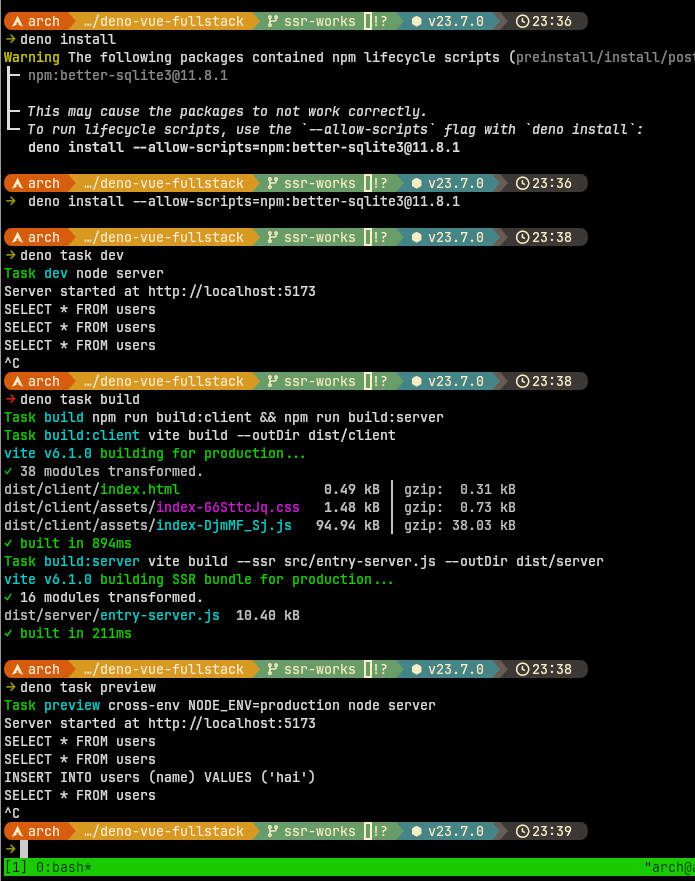 arch …/deno-vue-fullstack ssr-works !? v23.7.0 23:36
→ deno install
Warning The following packages contained npm lifecycle scripts (preinstall/install/post
npm:better-sqlite3@11.8.1
This may cause the packages to not work correctly.
To run lifecycle scripts, use the `--allow-scripts` flag with `deno install`:
deno install --allow-scripts=npm:better-sqlite3@11.8.1
arch …/deno-vue-fullstack ssr-works !? v23.7.0 23:36
→ deno install --allow-scripts=npm:better-sqlite3@11.8.1
arch …/deno-vue-fullstack ssr-works !? v23.7.0 23:38
→ deno task dev
Task dev node server
Server started at http://localhost:5173
SELECT * FROM users
SELECT * FROM users
SELECT * FROM users
^C
arch …/deno-vue-fullstack ssr-works !? v23.7.0 23:38
→ deno task build
Task build npm run build:client && npm run build:server
Task build:client vite build --outDir dist/client
vite v6.1.0 building for production...
✓ 38 modules transformed.
dist/client/index.html 0.49 kB │ gzip: 0.31 kB
dist/client/assets/index-G6SttcJq.css 1.48 kB │ gzip: 0.73 kB
dist/client/assets/index-DjmMF_Sj.js 94.94 kB │ gzip: 38.03 kB
✓ built in 894ms
Task build:server vite build --ssr src/entry-server.js --outDir dist/server
vite v6.1.0 building SSR bundle for production...
✓ 16 modules transformed.
dist/server/entry-server.js 10.40 kB
✓ built in 211ms
arch …/deno-vue-fullstack ssr-works !? v23.7.0 23:38
→ deno task preview
Task preview cross-env NODE_ENV=production node server
Server started at http://localhost:5173
SELECT * FROM users
SELECT * FROM users
INSERT INTO users (name) VALUES ('hai')
SELECT * FROM users
^C
arch …/deno-vue-fullstack ssr-works !? v23.7.0 23:39
→
[1] 0:bash* "arch@